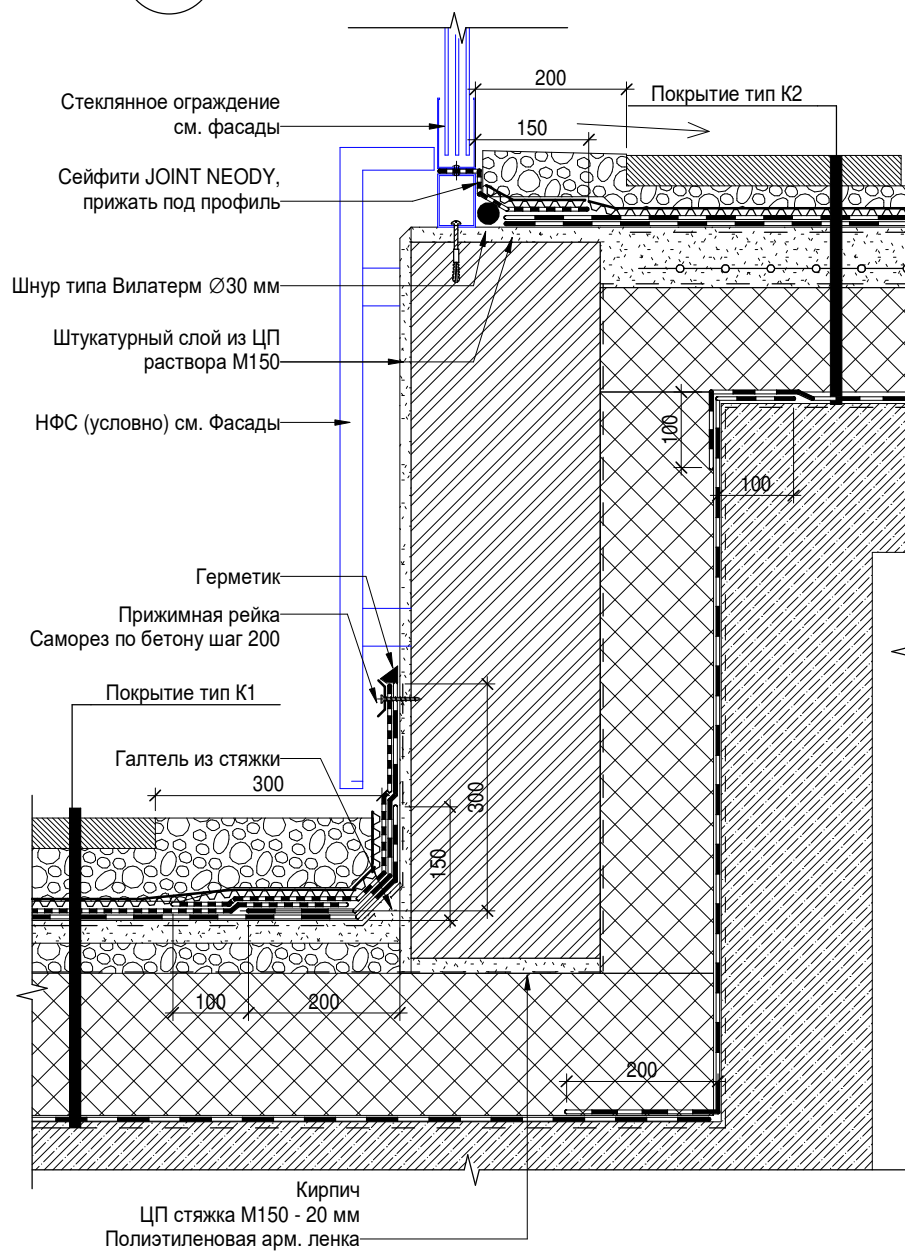 200
Стеклянное ограждение
см. фасады
Покрытие тип К2
150
Сейфити JOINT NEODY,
прижать под профиль
Шнур типа Вилатерм ∅30 мм
Штукатурный слой из ЦП
раствора М150
НФС (условно) см. Фасады
100
100
Герметик
Прижимная рейка
Саморез по бетону шаг 200
Покрытие тип К1
Галтель из стяжки
300
300
150
100
200
200
Кирпич
ЦП стяжка М150 - 20 мм
Полиэтиленовая арм. ленка